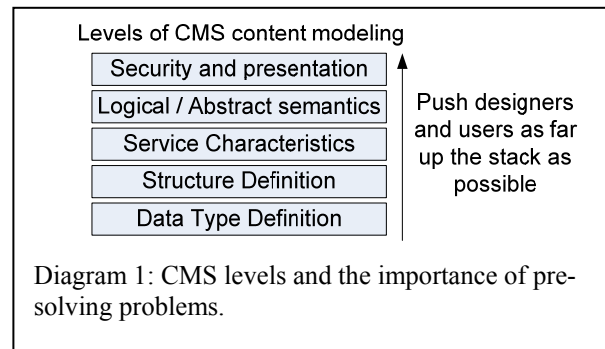 Levels of CMS content modeling
Security and presentation
Logical / Abstract semantics
Service Characteristics
Structure Definition
Data Type Definition
Push designers
and users as far
up the stack as
possible
Diagram 1: CMS levels and the importance of pre-
solving problems.